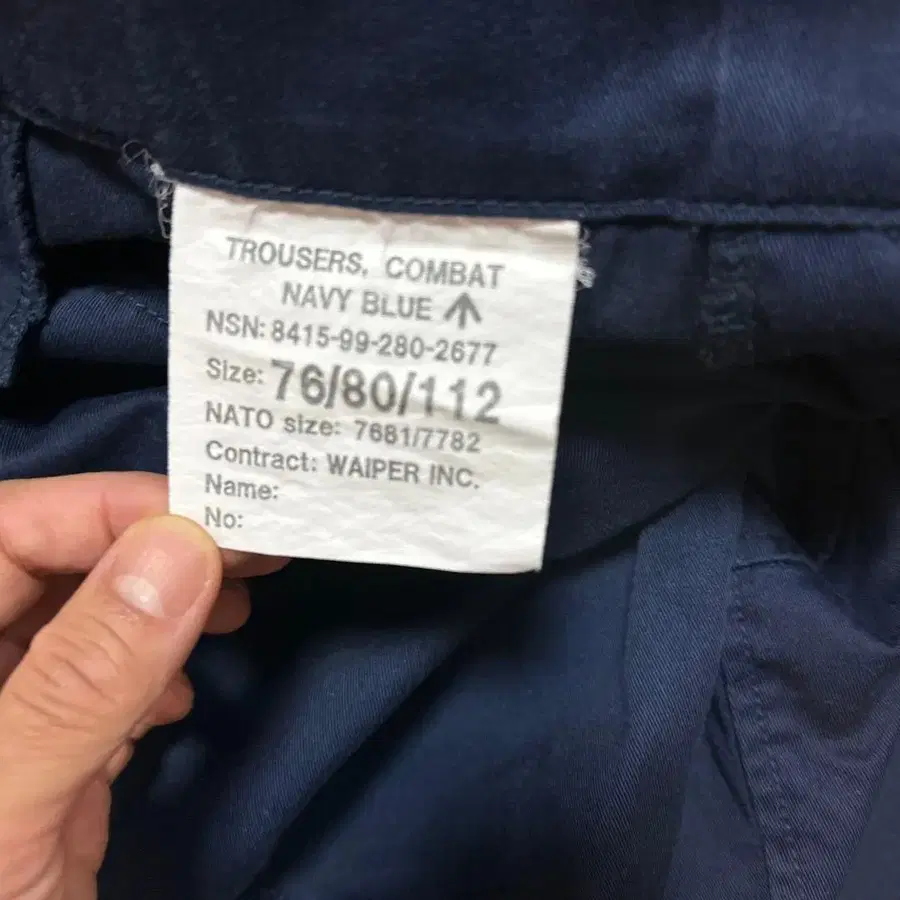 TROUSERS, COMBAT
NAVY BLUE
NSN: 8415-99-280-2677
Size: 76/80/112
NATO size: 7681/7782
Contract: WAIPER INC.
Name:
No: